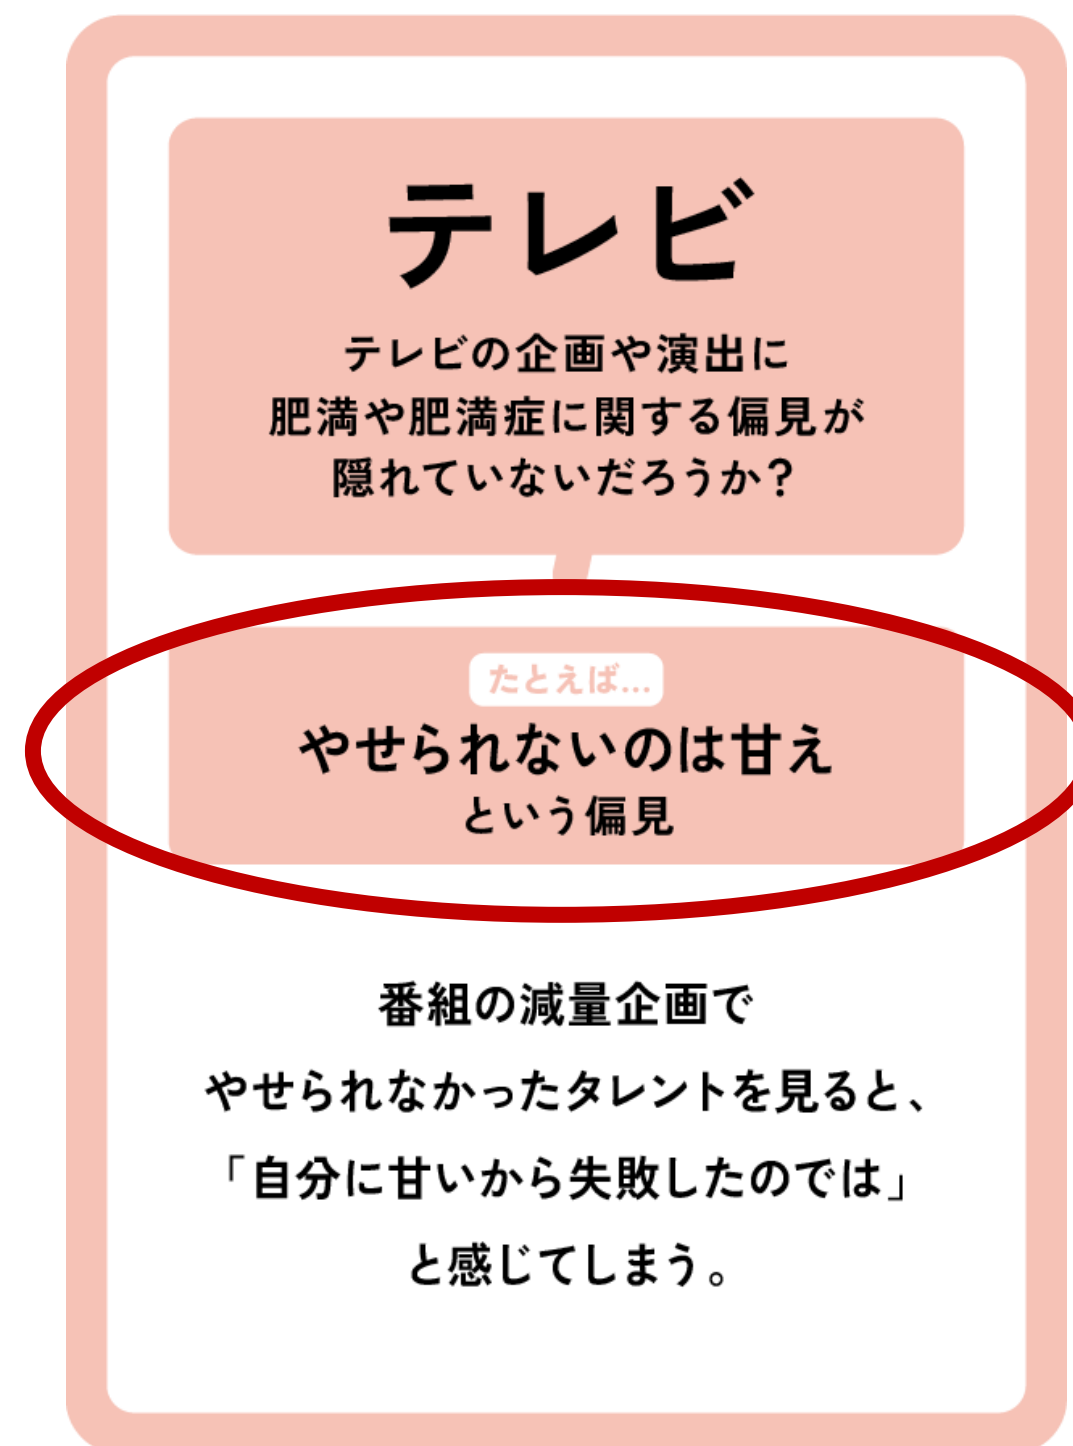 テレビ
テレビの企画や演出に
肥満や肥満症に関する偏見が
隠れていないだろうか？
たとえば…
やせられないのは甘え
という偏見
番組の減量企画で
やせられなかったタレントを見ると、
「自分に甘いから失敗したのでは」
と感じてしまう。